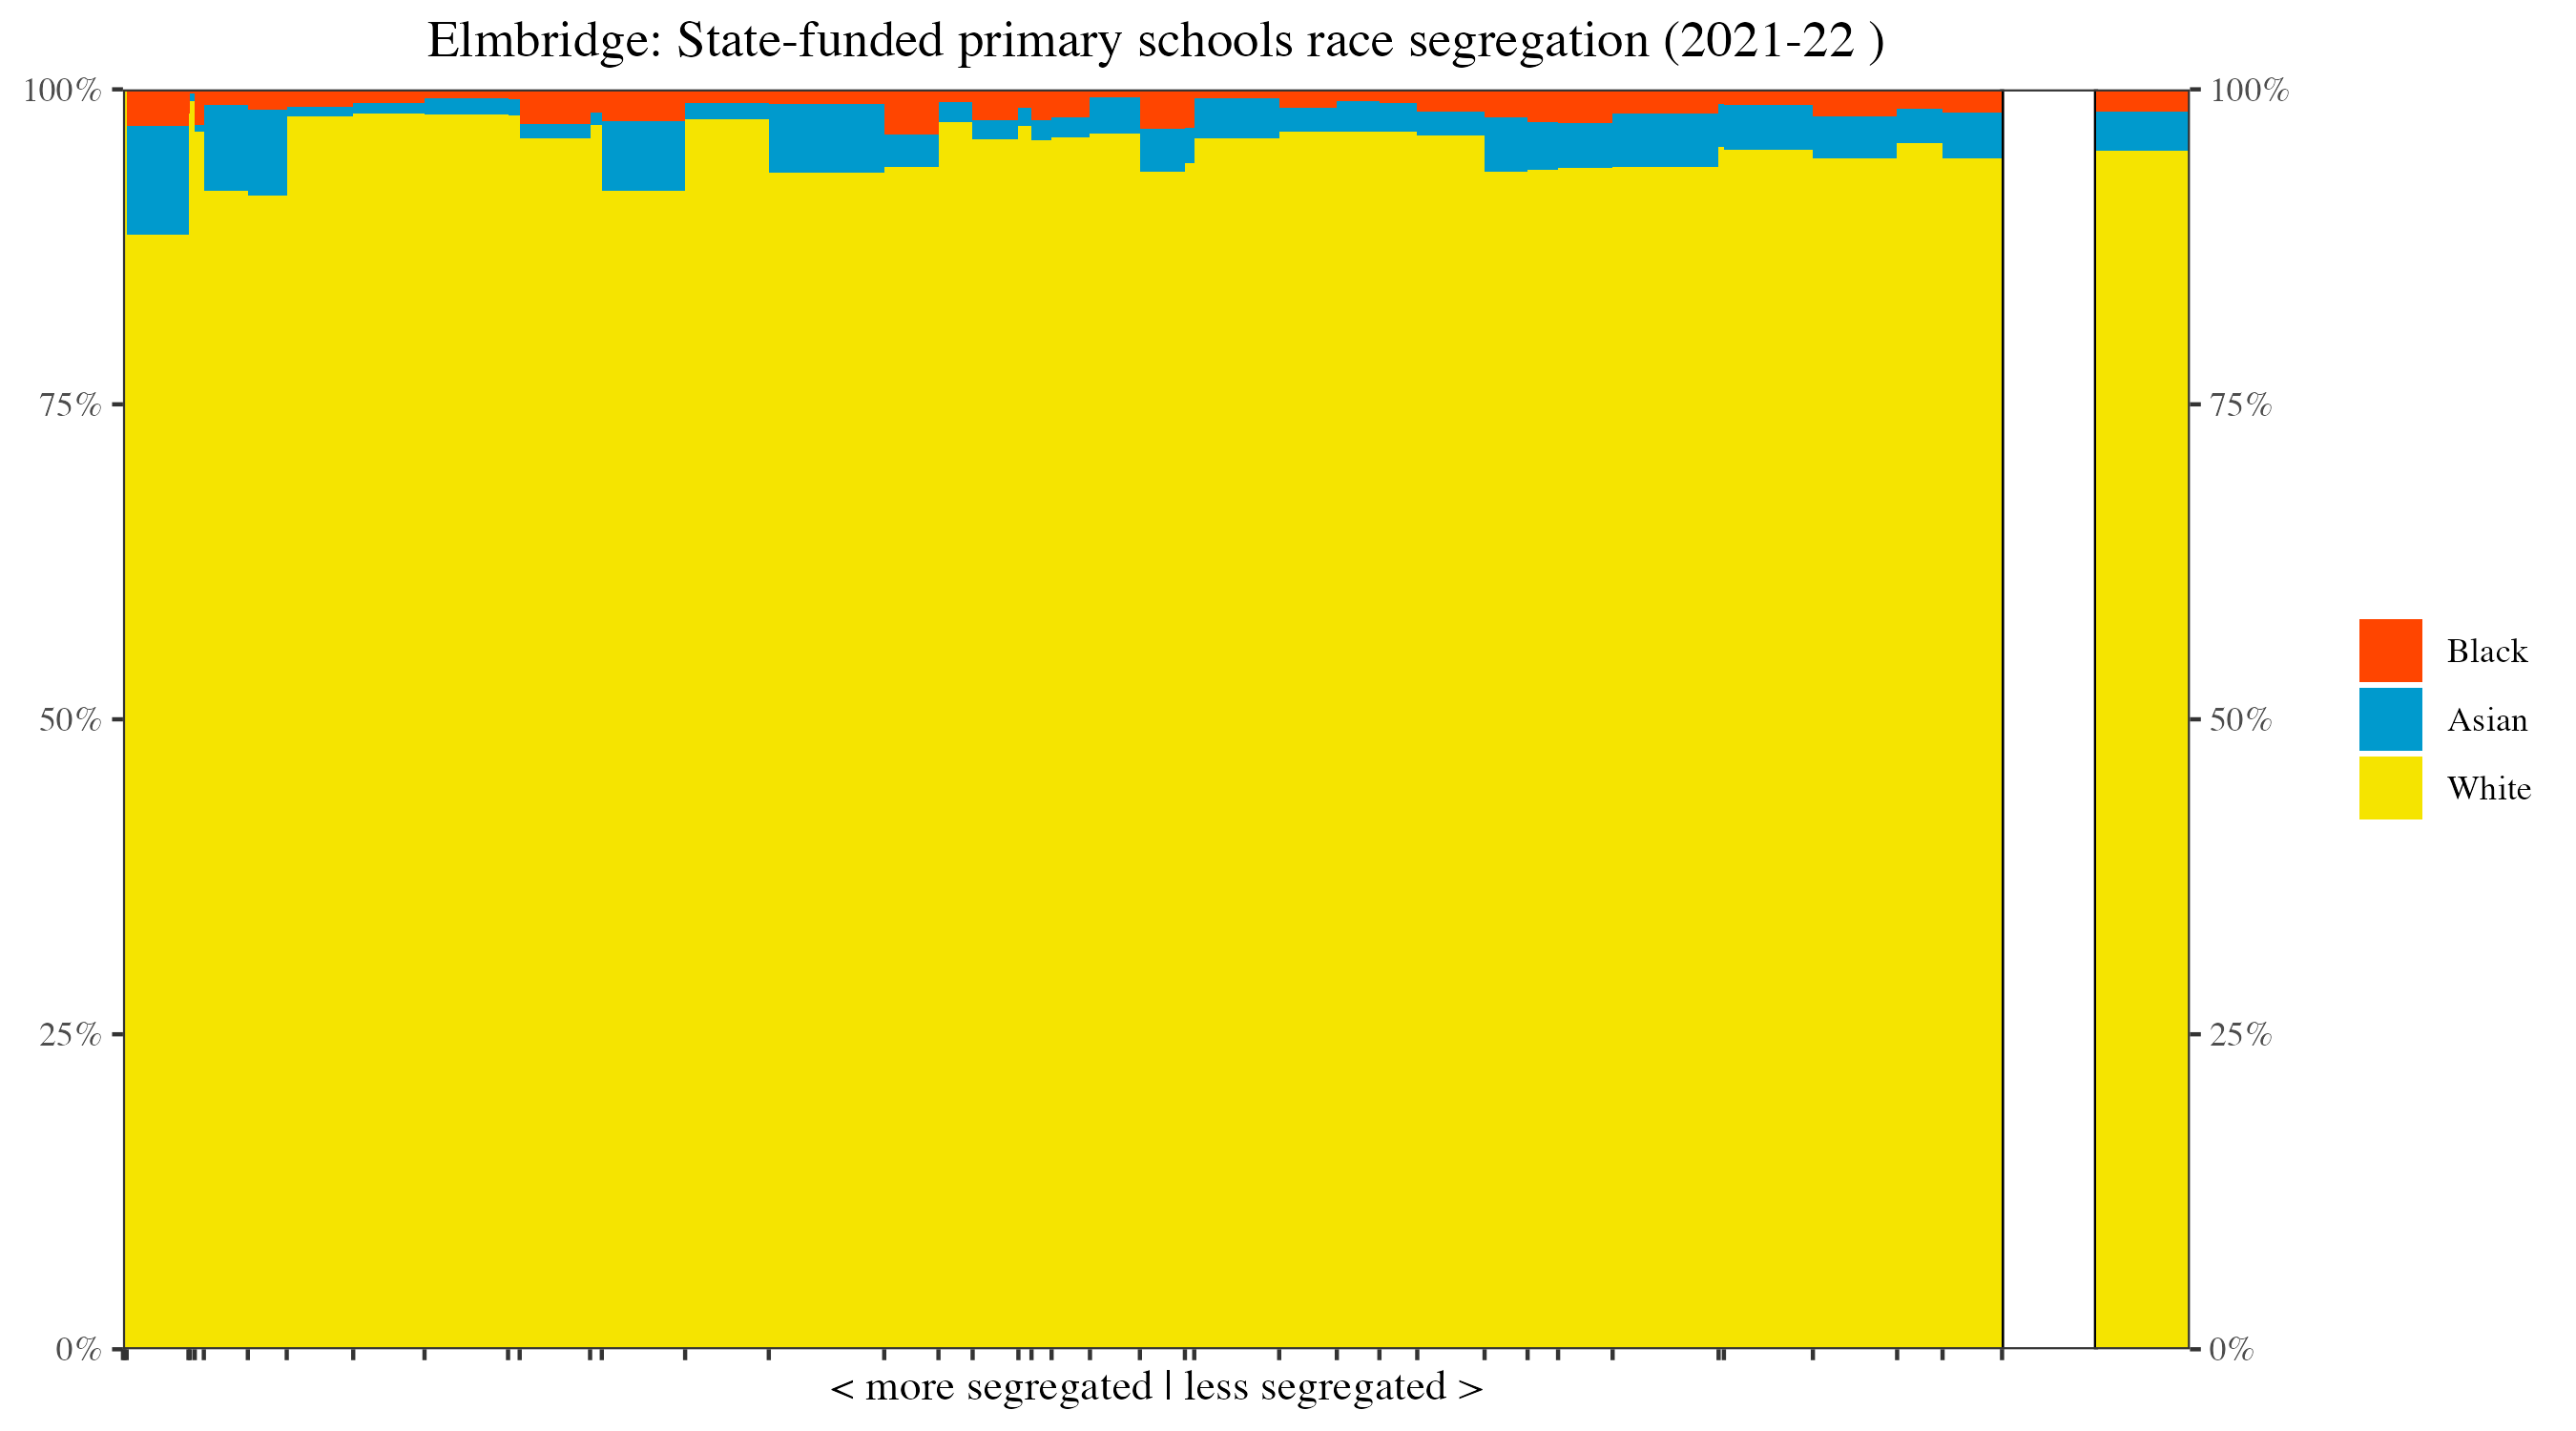 Elmbridge: State-funded primary schools race segregation (2021-22 )
100%
75%
50%
25%
0%
100%
75%
50%
25%
0%
Black
Asian
White
< more segregated | less segregated >